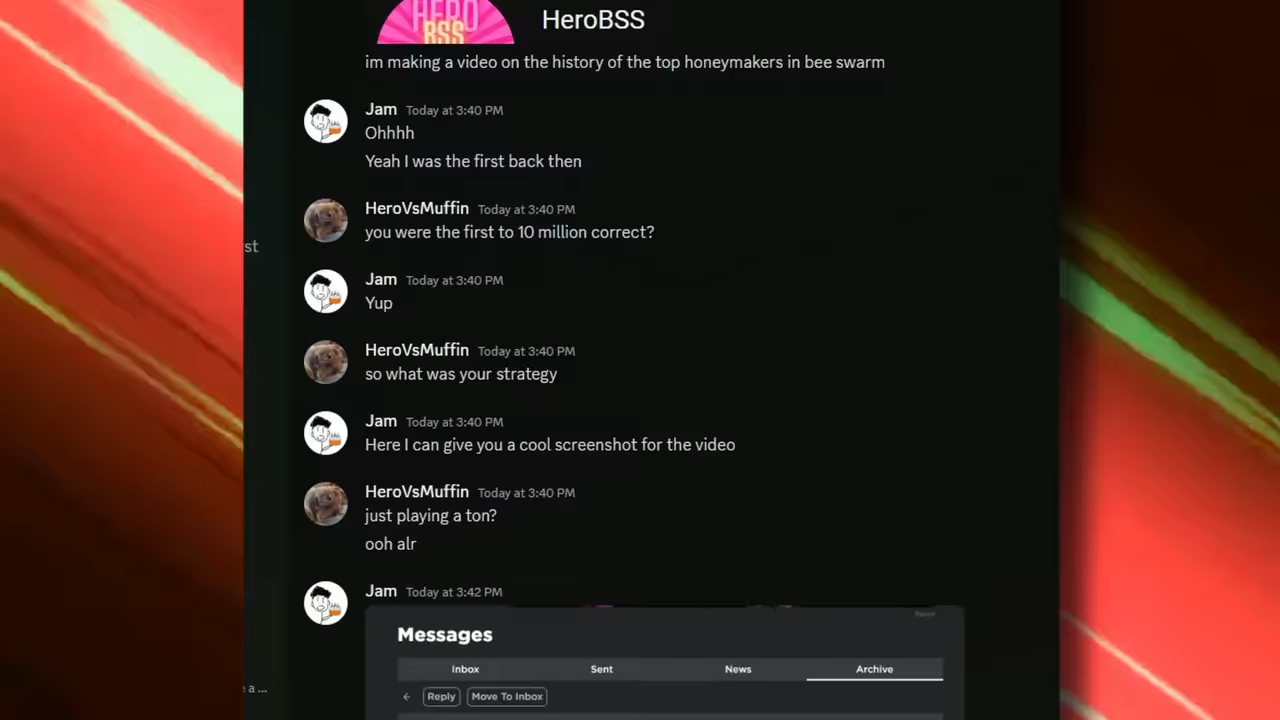 HERO
BSS
HeroBSS
im making a video on the history of the top honeymakers in bee swarm
Jam Today at 3:40 PM
Ohhhh
Yeah I was the first back then
HeroVsMuffin Today at 3:40 PM
you were the first to 10 million correct?
rst
Jam Today at 3:40 PM
Yup
HeroVsMuffin Today at 3:40 PM
so what was your strategy
Jam Today at 3:40 PM
Here I can give you a cool screenshot for the video
HeroVsMuffin Today at 3:40 PM
just playing a ton?
ooh alr
Jam Today at 3:42 PM
Messages
Inbox Sent News Archive
e a ...
Reply Move To Inbox